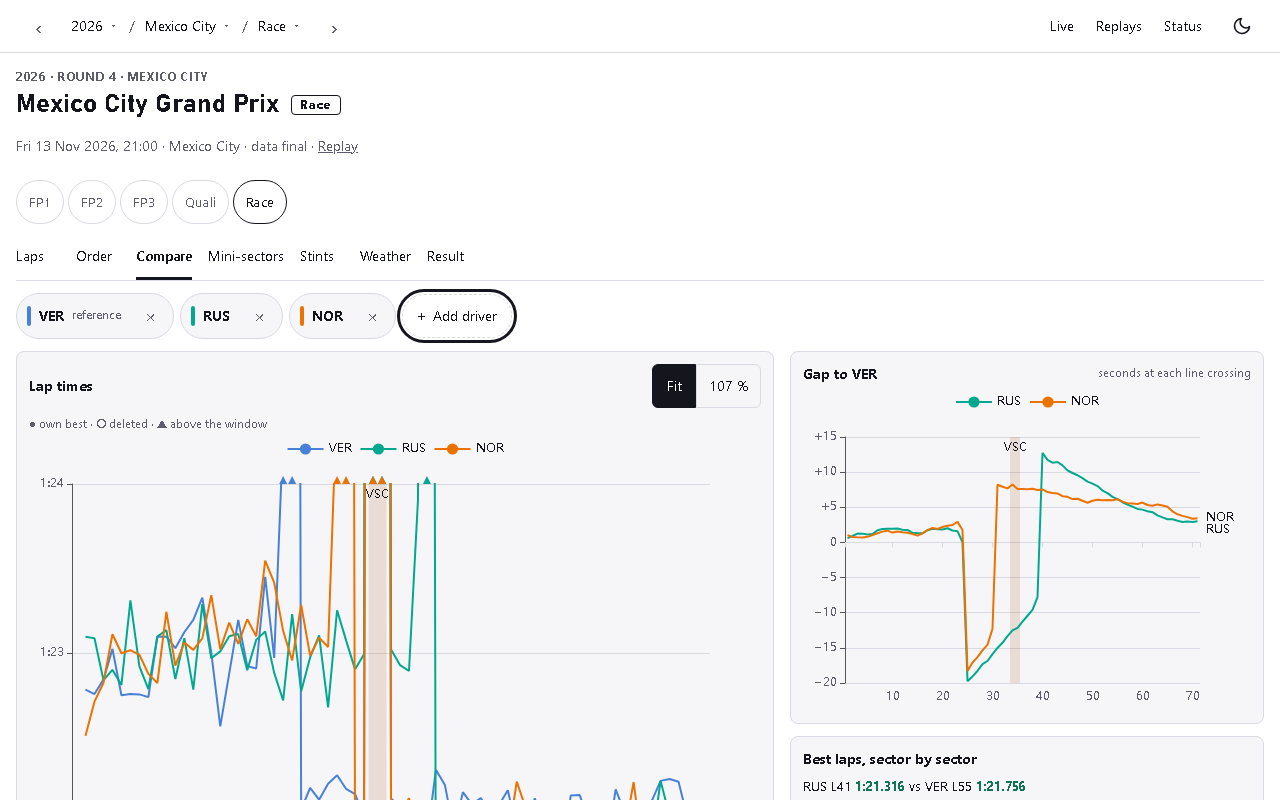 2026 / Mexico City / Race
Live Replays Status
2026 · ROUND 4 · MEXICO CITY
Mexico City Grand Prix Race
Fri 13 Nov 2026, 21:00 · Mexico City · data final · Replay
FP1 FP2 FP3 Quali Race
Laps Order Compare Mini-sectors Stints Weather Result
VER reference × RUS × NOR × + Add driver
Lap times
Fit 107 %
● own best · O deleted · ▲ above the window
VER RUS NOR
1:24
VSC
1:23
Gap to VER
seconds at each line crossing
RUS NOR
+15
VSC
+10
+5
NOR
RUS
0
−5
−10
−15
−20
10 20 30 40 50 60 70
Best laps, sector by sector
RUS L41 1:21.316 vs VER L55 1:21.756